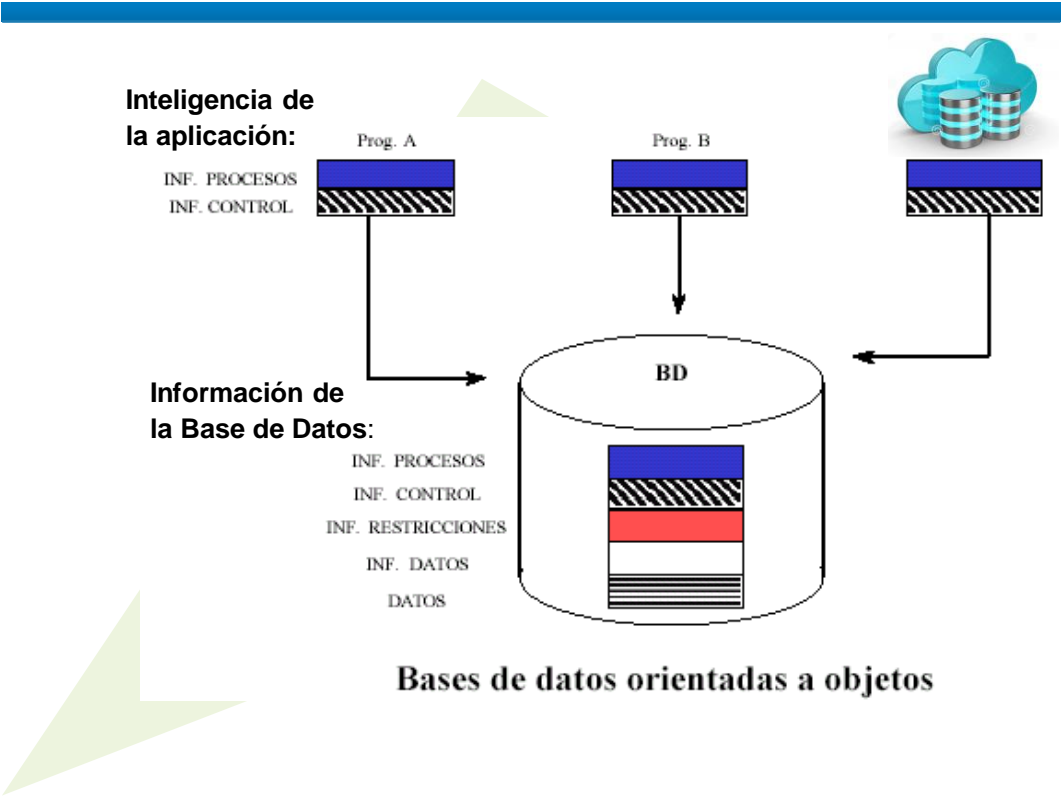 Inteligencia de
la aplicación:
Prog. A
Prog. B
INF. PROCESOS
INF. CONTROL
BD
Información de
la Base de Datos:
INF. PROCESOS
INF. CONTROL
INF. RESTRICCIONES
INF. DATOS
DATOS
Bases de datos orientadas a objetos